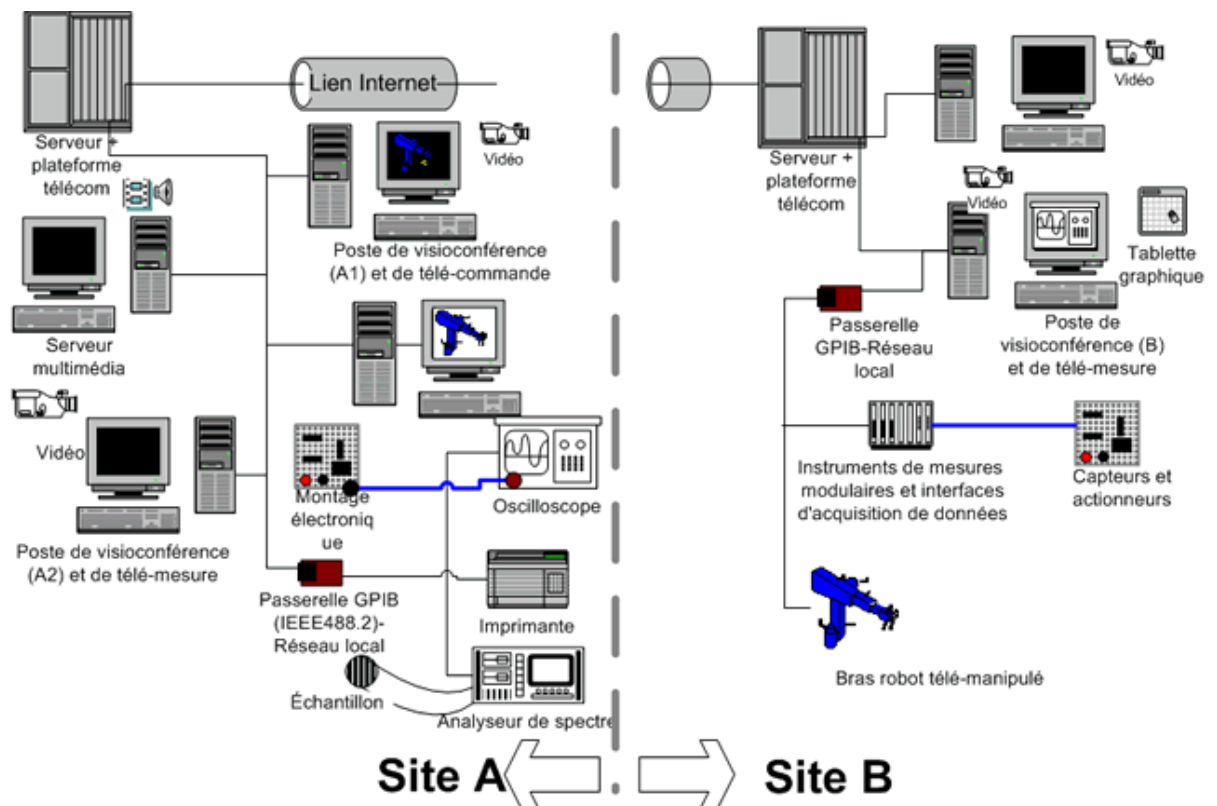 Lien Internet
Serveur +
plateforme
télécom
Vidéo
Poste de visioconférence
(A1) et de télé-commande
Serveur
multimédia
Vidéo
Poste de visioconférence
(A2) et de télé-mesure
Montage
électroniq
ue
Oscilloscope
Passerelle GPIB
(IEEE488.2)-
Réseau local
Imprimante
Échantillon
Analyseur de spectre
Site A
Serveur +
plateforme
télécom
Vidéo
Vidéo
Tablette
graphique
Passerelle
GPIB-Réseau
local
Poste de
visioconférence (B)
et de télé-mesure
Instruments de mesures
modulaires et interfaces
d'acquisition de données
Capteurs et
actionneurs
Bras robot télé-manipulé
Site B